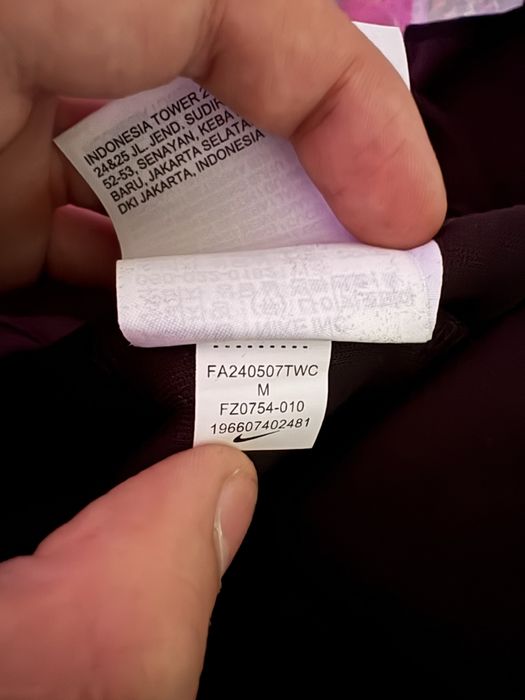 INDONESIA TOWER 2
24&25 JL. JEND. SUDIR
52-53, SENAYAN, KEBA
BARU, JAKARTA SELATA
DKI JAKARTA, INDONESIA
FA240507TWC
M
FZ0754-010
196607402481